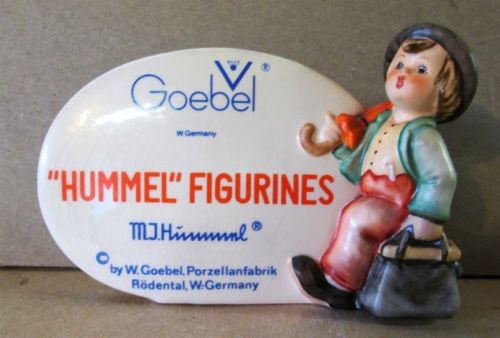 Goebel ®
W. Germany
"HUMMEL" FIGURINES
M.J.Hummel ®
© by W. Goebel, Porzellanfabrik
Rödental, W.-Germany